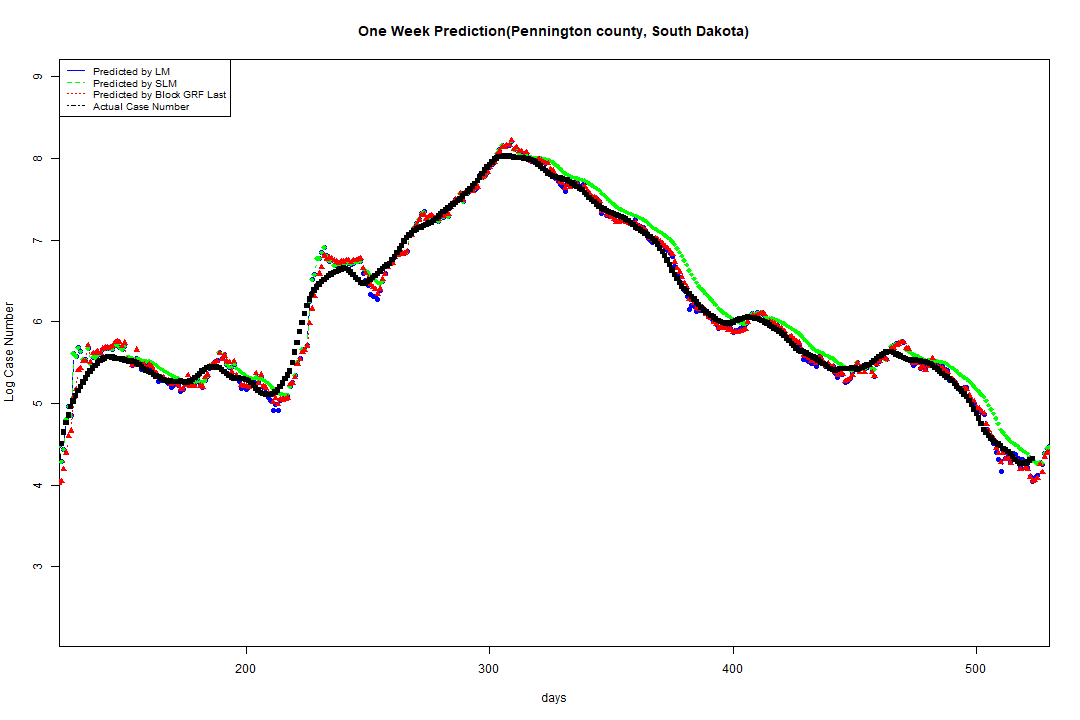 One Week Prediction(Pennington county, South Dakota)
Predicted by LM
Predicted by SLM
Predicted by Block GRF Last
Actual Case Number
Log Case Number
9
8
7
6
5
4
3
200 300 400 500
days